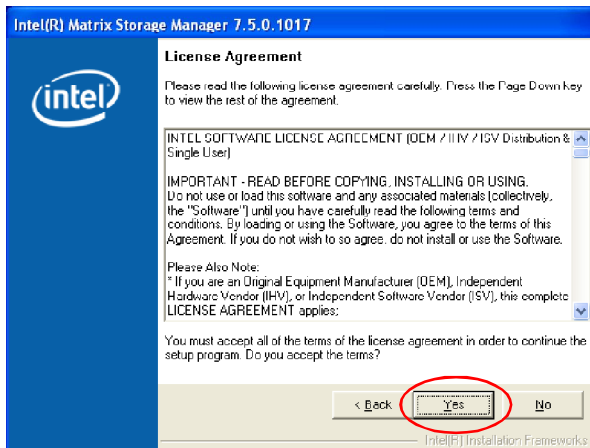 Intel(R) Matrix Storage Manager 7.5.0.1017
intel
License Agreement
Please read the following license agreement carefully. Press the Page Down key
to view the rest of the agreement.
INTEL SOFTWARE LICENSE AGREEMENT (OEM / IHV / ISV Distribution &
Single User)
IMPORTANT - READ BEFORE COPYING, INSTALLING OR USING.
Do not use or load this software and any associated materials (collectively,
the "Software") until you have carefully read the following terms and
conditions. By loading or using the Software, you agree to the terms of this
Agreement. If you do not wish to so agree, do not install or use the Software.
Please Also Note:
* If you are an Original Equipment Manufacturer (OEM), Independent
Hardware Vendor (IHV), or Independent Software Vendor (ISV), this complete
LICENSE AGREEMENT applies;
You must accept all of the terms of the license agreement in order to continue the
setup program. Do you accept the terms?
< Back
Yes
No
Intel(R) Installation Frameworks